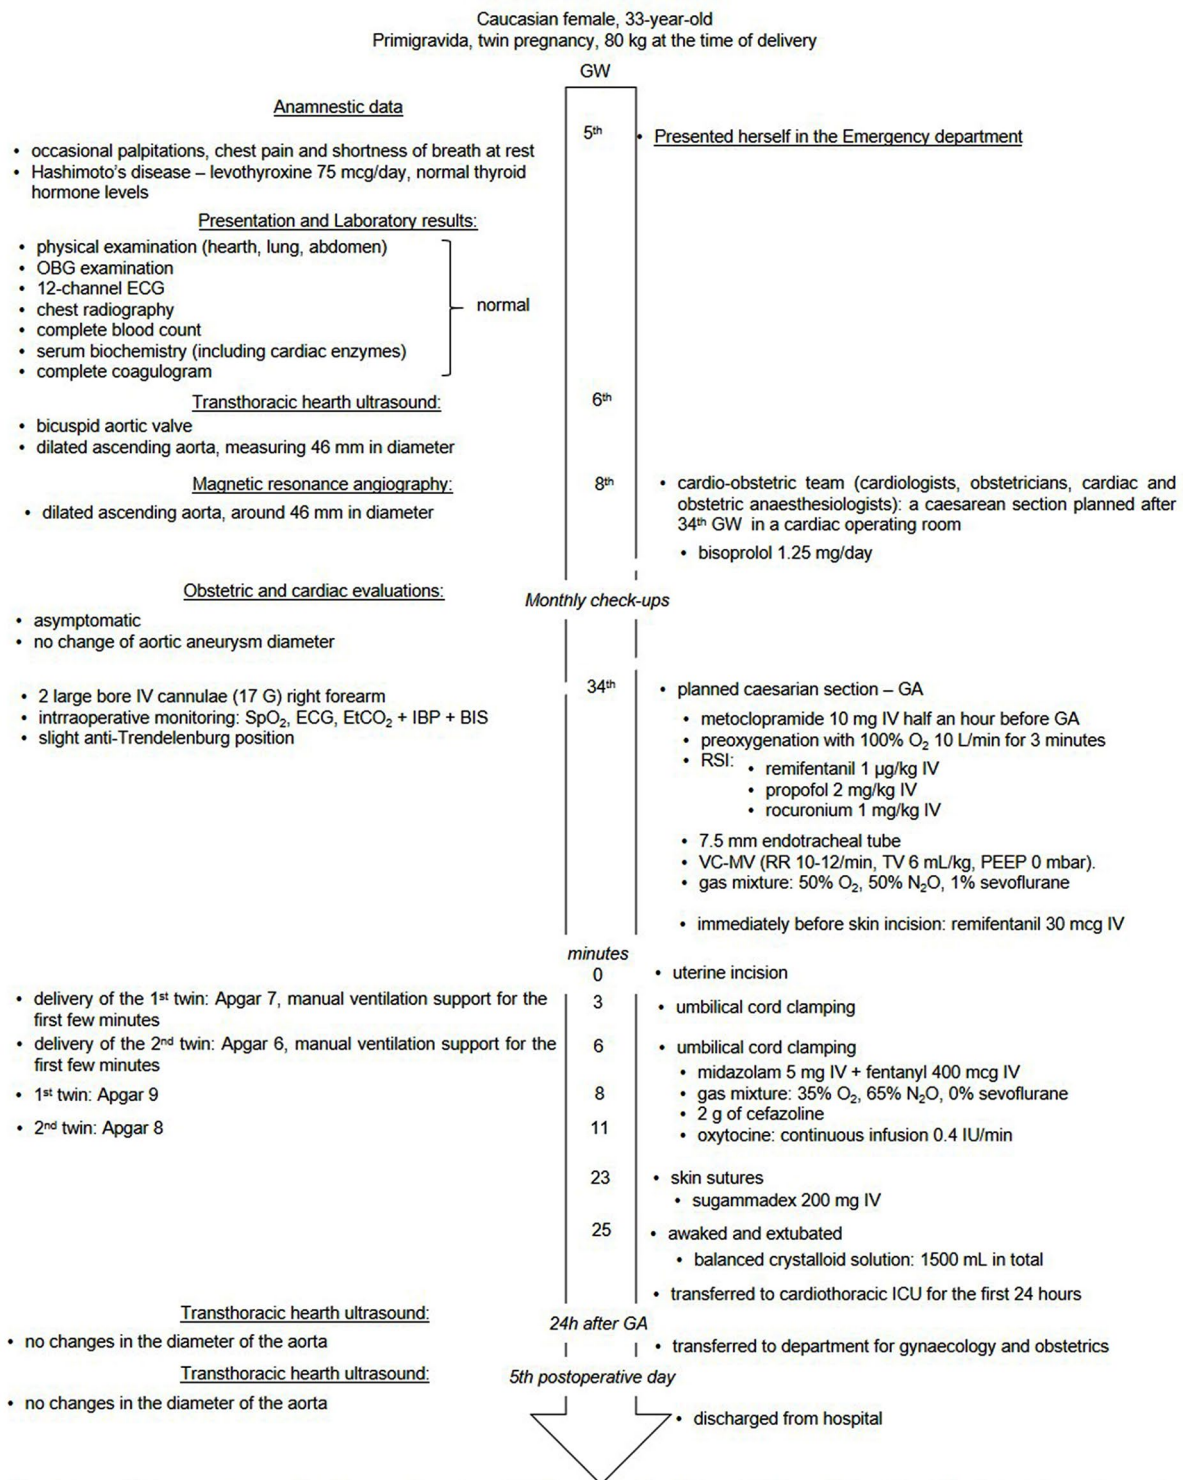 Caucasian female, 33-year-old
Primigravida, twin pregnancy, 80 kg at the time of delivery
GW
Anamnestic data
5th
• Presented herself in the Emergency department
• occasional palpitations, chest pain and shortness of breath at rest
• Hashimoto's disease – levothyroxine 75 mcg/day, normal thyroid
hormone levels
Presentation and Laboratory results:
• physical examination (hearth, lung, abdomen)
• OBG examination
• 12-channel ECG
• chest radiography
• complete blood count
• serum biochemistry (including cardiac enzymes)
• complete coagulogram
normal
Transthoracic hearth ultrasound:
6th
• bicuspid aortic valve
• dilated ascending aorta, measuring 46 mm in diameter
Magnetic resonance angiography:
8th
• dilated ascending aorta, around 46 mm in diameter
• cardio-obstetric team (cardiologists, obstetricians, cardiac and
obstetric anaesthesiologists): a caesarean section planned after
34th GW in a cardiac operating room
• bisoprolol 1.25 mg/day
Obstetric and cardiac evaluations:
Monthly check-ups
• asymptomatic
• no change of aortic aneurysm diameter
34th
• 2 large bore IV cannulae (17 G) right forearm
• intrraoperative monitoring: SpO2, ECG, EtCO2 + IBP + BIS
• slight anti-Trendelenburg position
• planned caesarian section – GA
• metoclopramide 10 mg IV half an hour before GA
• preoxygenation with 100% O2 10 L/min for 3 minutes
• RSI:
• remifentanil 1 µg/kg IV
• propofol 2 mg/kg IV
• rocuronium 1 mg/kg IV
• 7.5 mm endotracheal tube
• VC-MV (RR 10-12/min, TV 6 mL/kg, PEEP 0 mbar).
• gas mixture: 50% O2, 50% N2O, 1% sevoflurane
• immediately before skin incision: remifentanil 30 mcg IV
minutes
0
• uterine incision
• delivery of the 1st twin: Apgar 7, manual ventilation support for the
first few minutes
3
• umbilical cord clamping
• delivery of the 2nd twin: Apgar 6, manual ventilation support for the
first few minutes
6
• umbilical cord clamping
• midazolam 5 mg IV + fentanyl 400 mcg IV
• 1st twin: Apgar 9
8
• gas mixture: 35% O2, 65% N2O, 0% sevoflurane
• 2 g of cefazoline
• 2nd twin: Apgar 8
11
• oxytocine: continuous infusion 0.4 IU/min
23
• skin sutures
• sugammadex 200 mg IV
25
• awaked and extubated
• balanced crystalloid solution: 1500 mL in total
• transferred to cardiothoracic ICU for the first 24 hours
Transthoracic hearth ultrasound:
24h after GA
• no changes in the diameter of the aorta
• transferred to department for gynaecology and obstetrics
Transthoracic hearth ultrasound:
5th postoperative day
• no changes in the diameter of the aorta
• discharged from hospital